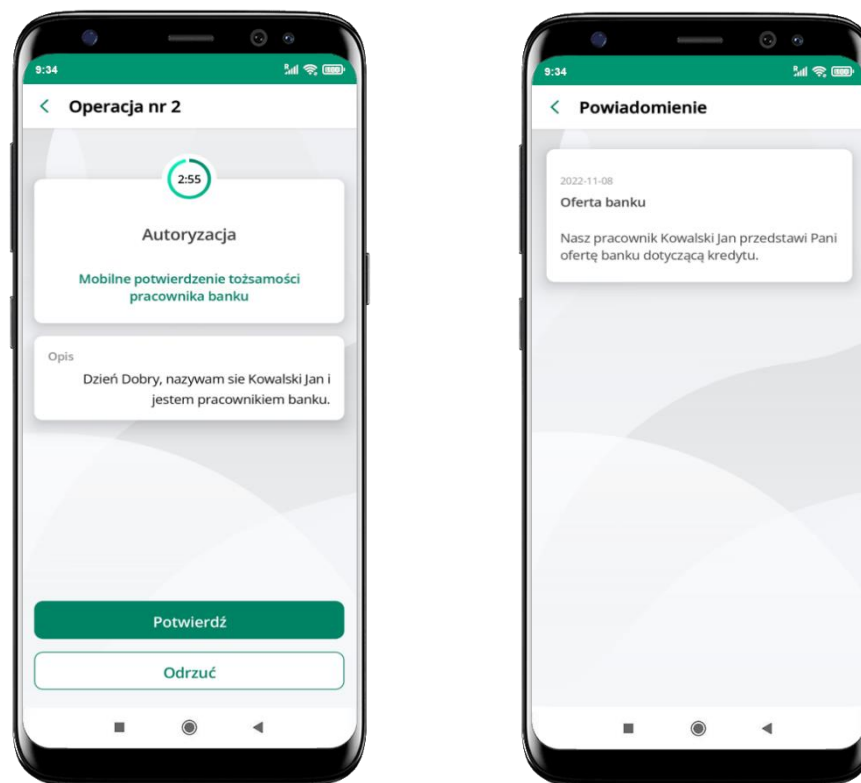 9:34
Operacja nr 2
2:55
Autoryzacja
Mobilne potwierdzenie tożsamości
pracownika banku
Opis
Dzień Dobry, nazywam sie Kowalski Jan i
jestem pracownikiem banku.
Potwierdź
Odrzuć
9:34
Powiadomienie
2022-11-08
Oferta banku
Nasz pracownik Kowalski Jan przedstawi Pani
ofertę banku dotyczącą kredytu.